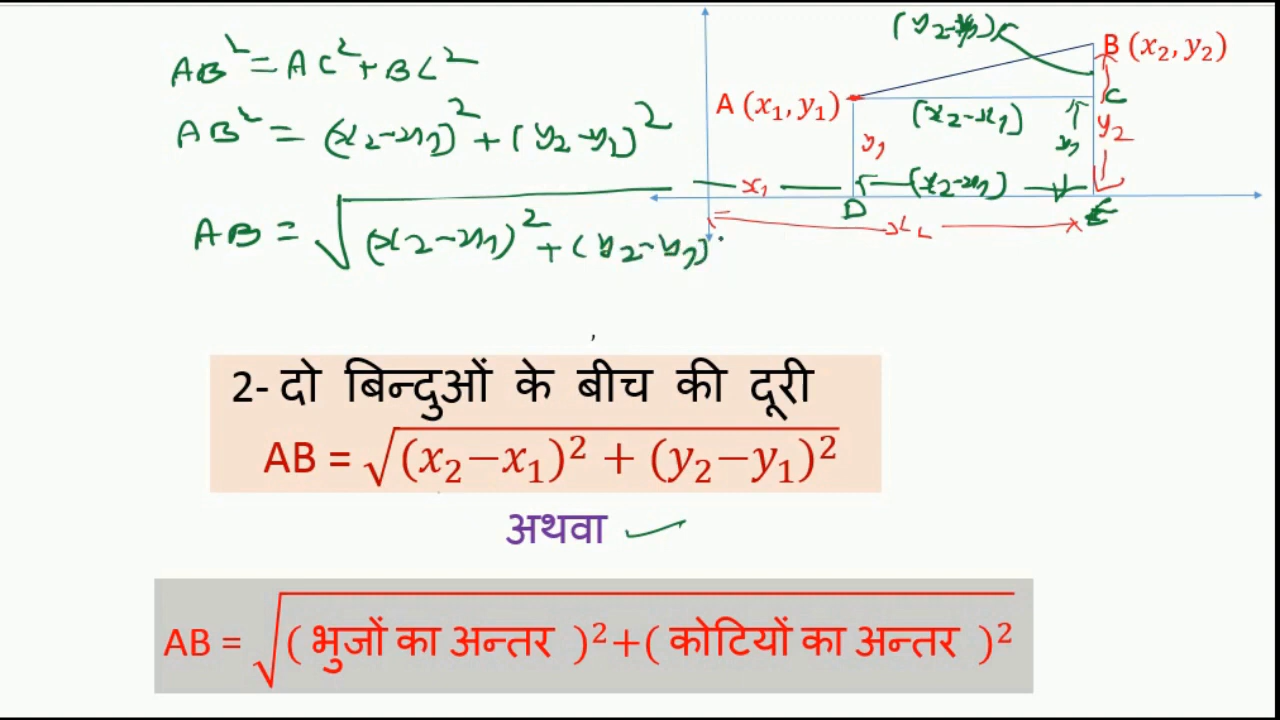 AB² = AC² + BC²
AB² = (x₂-x₁)² + (y₂-y₁)²
AB = √(x₂-x₁)² + (y₂-y₁)
(y₂-y₁)
B (x₂, y₂)
A (x₁, y₁)
C
(x₂-x₁)
y₁
y₁
y₂
x₁
(x₂-x₁)
D
E
x₂
2- दो बिन्दुओं के बीच की दूरी
AB = √(x₂−x₁)² + (y₂−y₁)²
अथवा
AB = √( भुजों का अन्तर )²+( कोटियों का अन्तर )²